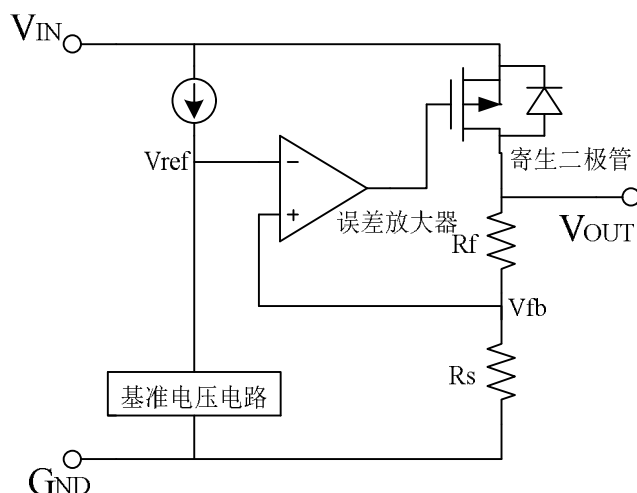 VIN
Vref
寄生二极管
误差放大器
VOUT
Rf
Vfb
Rs
基准电压电路
GND